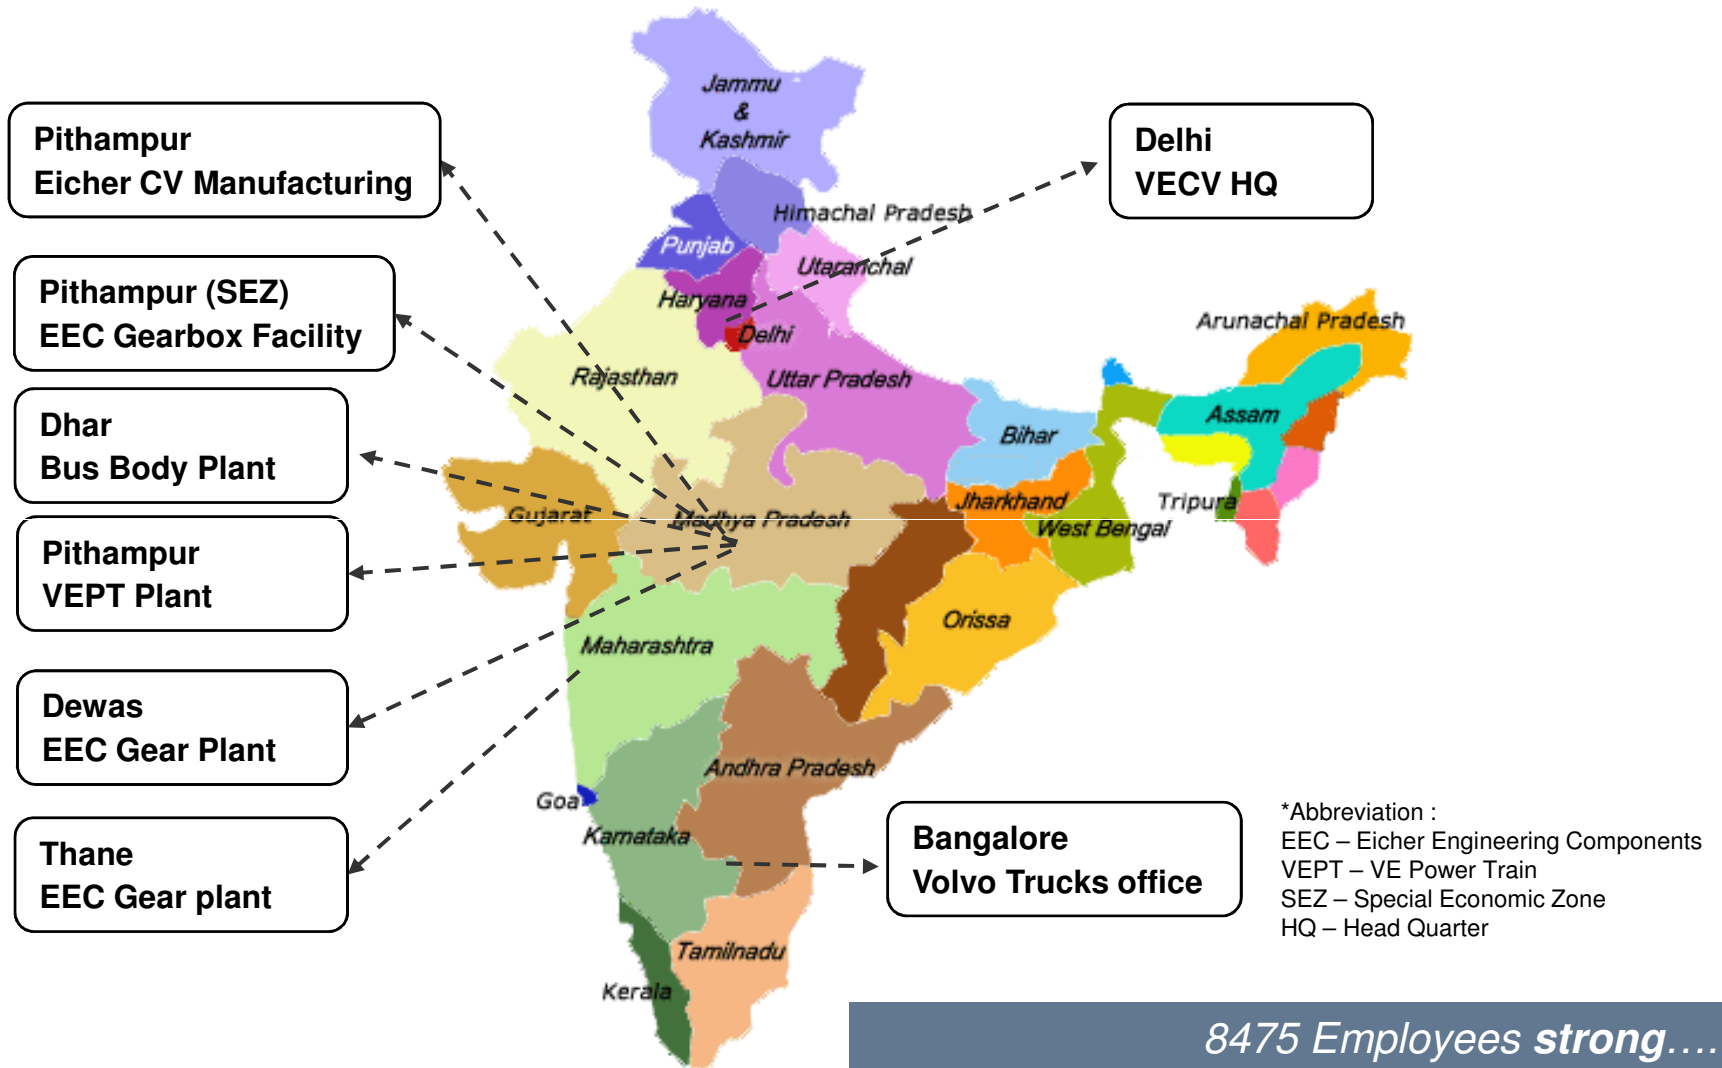 Jammu
&
Kashmir
Pithampur
Eicher CV Manufacturing
Delhi
VECV HQ
Himachal Pradesh
Punjab
Utaranchal
Pithampur (SEZ)
EEC Gearbox Facility
Haryana
Delhi
Arunachal Pradesh
Rajasthan
Uttar Pradesh
Dhar
Bus Body Plant
Bihar
Assam
Gujarat
Madhya Pradesh
Jharkhand
West Bengal
Tripura
Pithampur
VEPT Plant
Orissa
Maharashtra
Dewas
EEC Gear Plant
Andhra Pradesh
Goa
Karnataka
Thane
EEC Gear plant
Bangalore
Volvo Trucks office
*Abbreviation :
EEC – Eicher Engineering Components
VEPT – VE Power Train
SEZ – Special Economic Zone
HQ – Head Quarter
Tamilnadu
Kerala
8475 Employees strong….